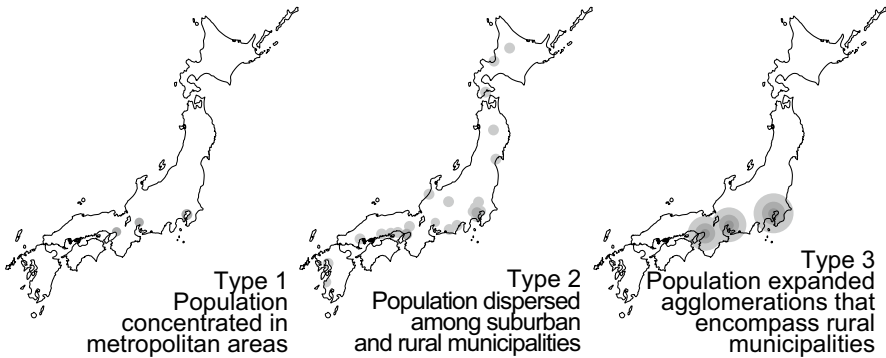 Type 1
Population
concentrated in
metropolitan areas
Type 2
Population dispersed
among suburban
and rural municipalities
Type 3
Population expanded
agglomerations that
encompass rural
municipalities